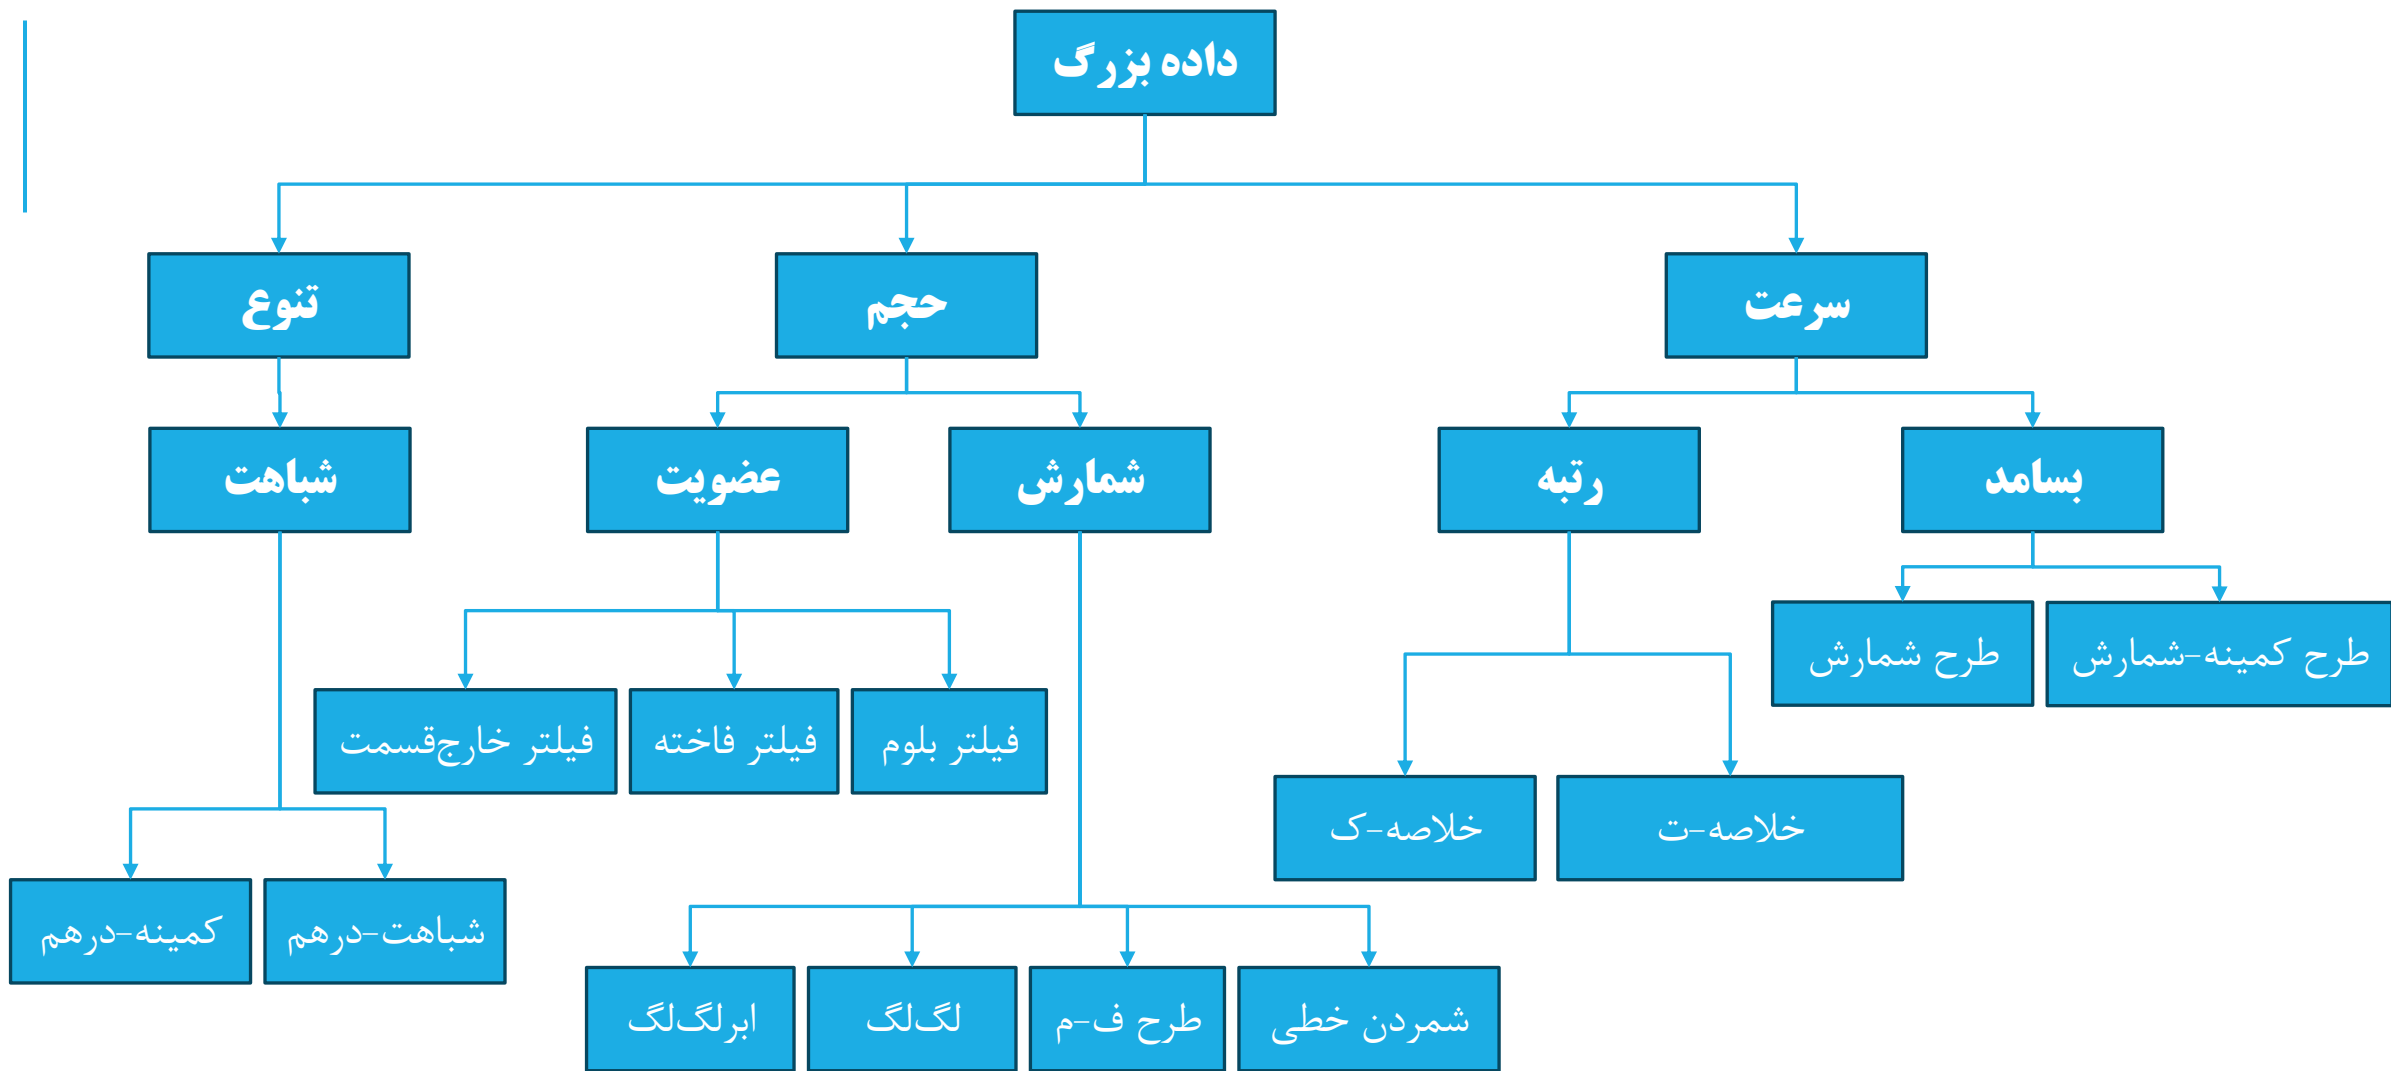 داده بزرگ
سرعت
حجم
تنوع
بسامد
رتبه
شمارش
عضویت
شباهت
طرح کمینه-شمارش
طرح شمارش
فیلتر بلوم
فیلتر فاخته
فیلتر خارج‌قسمت
خلاصه-ت
خلاصه-ک
شباهت-درهم
کمینه-درهم
شمردن خطی
طرح ف-م
لگ‌لگ
ابرلگ‌لگ